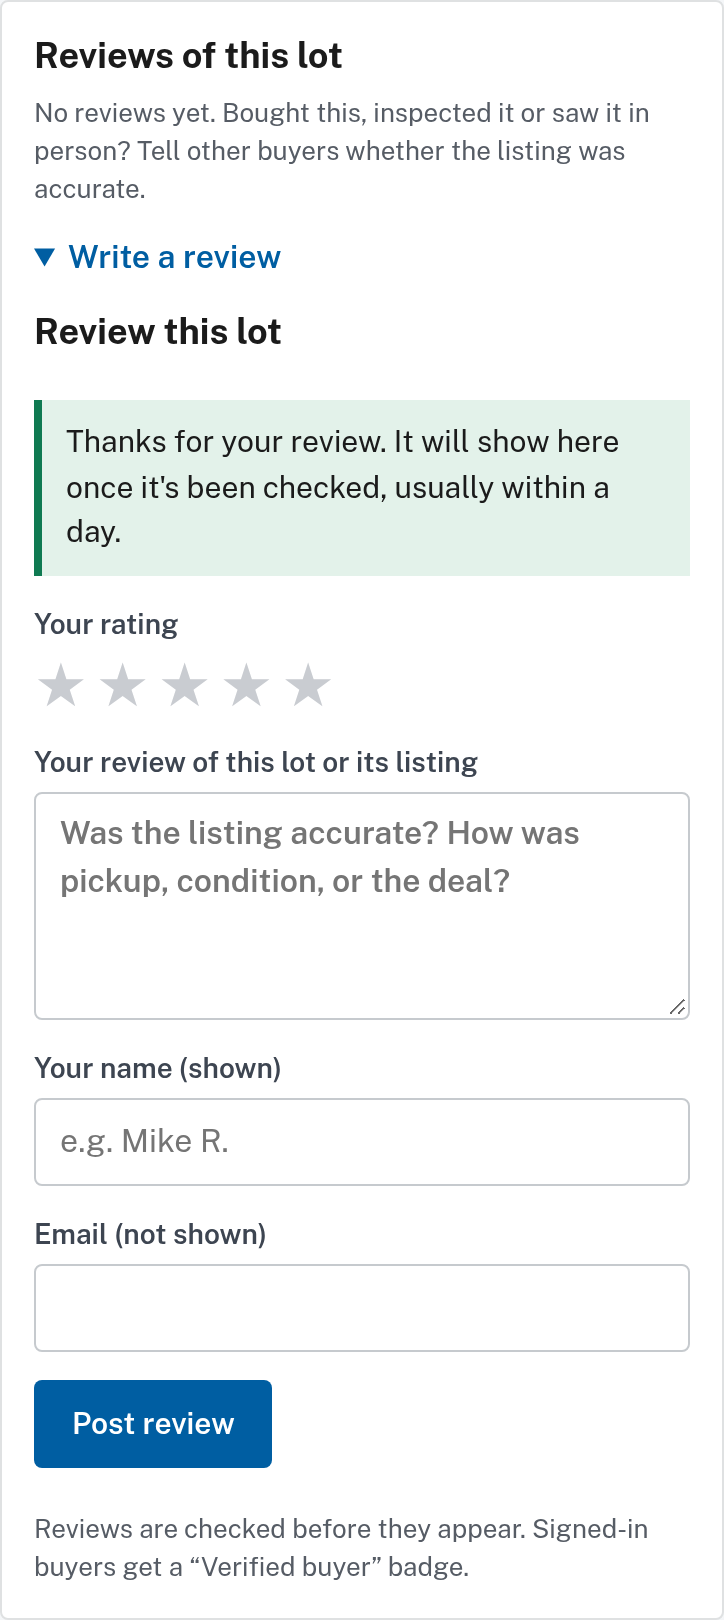 Reviews of this lot
No reviews yet. Bought this, inspected it or saw it in
person? Tell other buyers whether the listing was
accurate.
▼ Write a review
Review this lot
Thanks for your review. It will show here
once it's been checked, usually within a
day.
Your rating
★ ★ ★ ★ ★
Your review of this lot or its listing
Was the listing accurate? How was
pickup, condition, or the deal?
Your name (shown)
e.g. Mike R.
Email (not shown)
Post review
Reviews are checked before they appear. Signed-in
buyers get a “Verified buyer” badge.